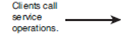 Clients call
service
operations.